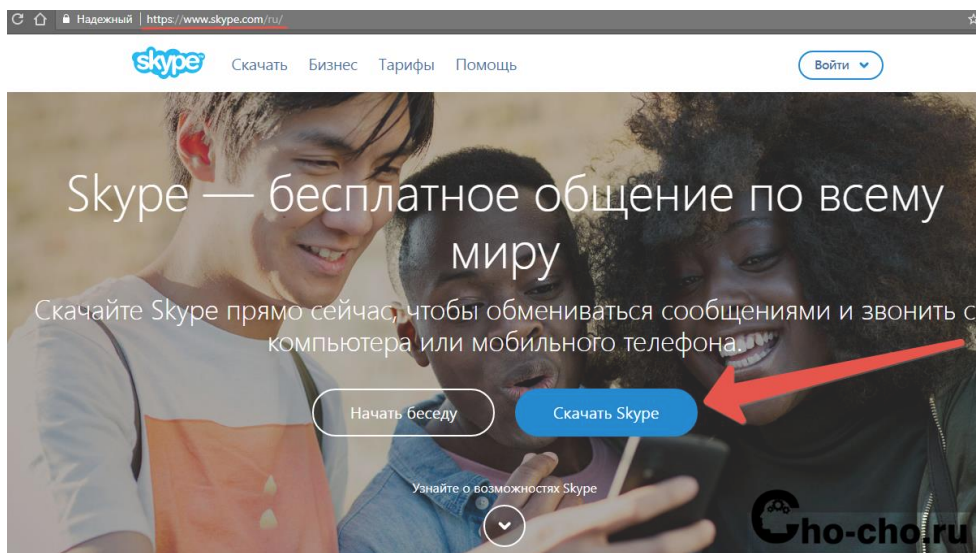 Надежный | https://www.skype.com/ru/
skype
Скачать Бизнес Тарифы Помощь
Войти
Skype — бесплатное общение по всему
миру
Скачайте Skype прямо сейчас, чтобы обмениваться сообщениями и звонить с
компьютера или мобильного телефона.
Начать беседу
Скачать Skype
Узнайте о возможностях Skype
Cho-cho.ru